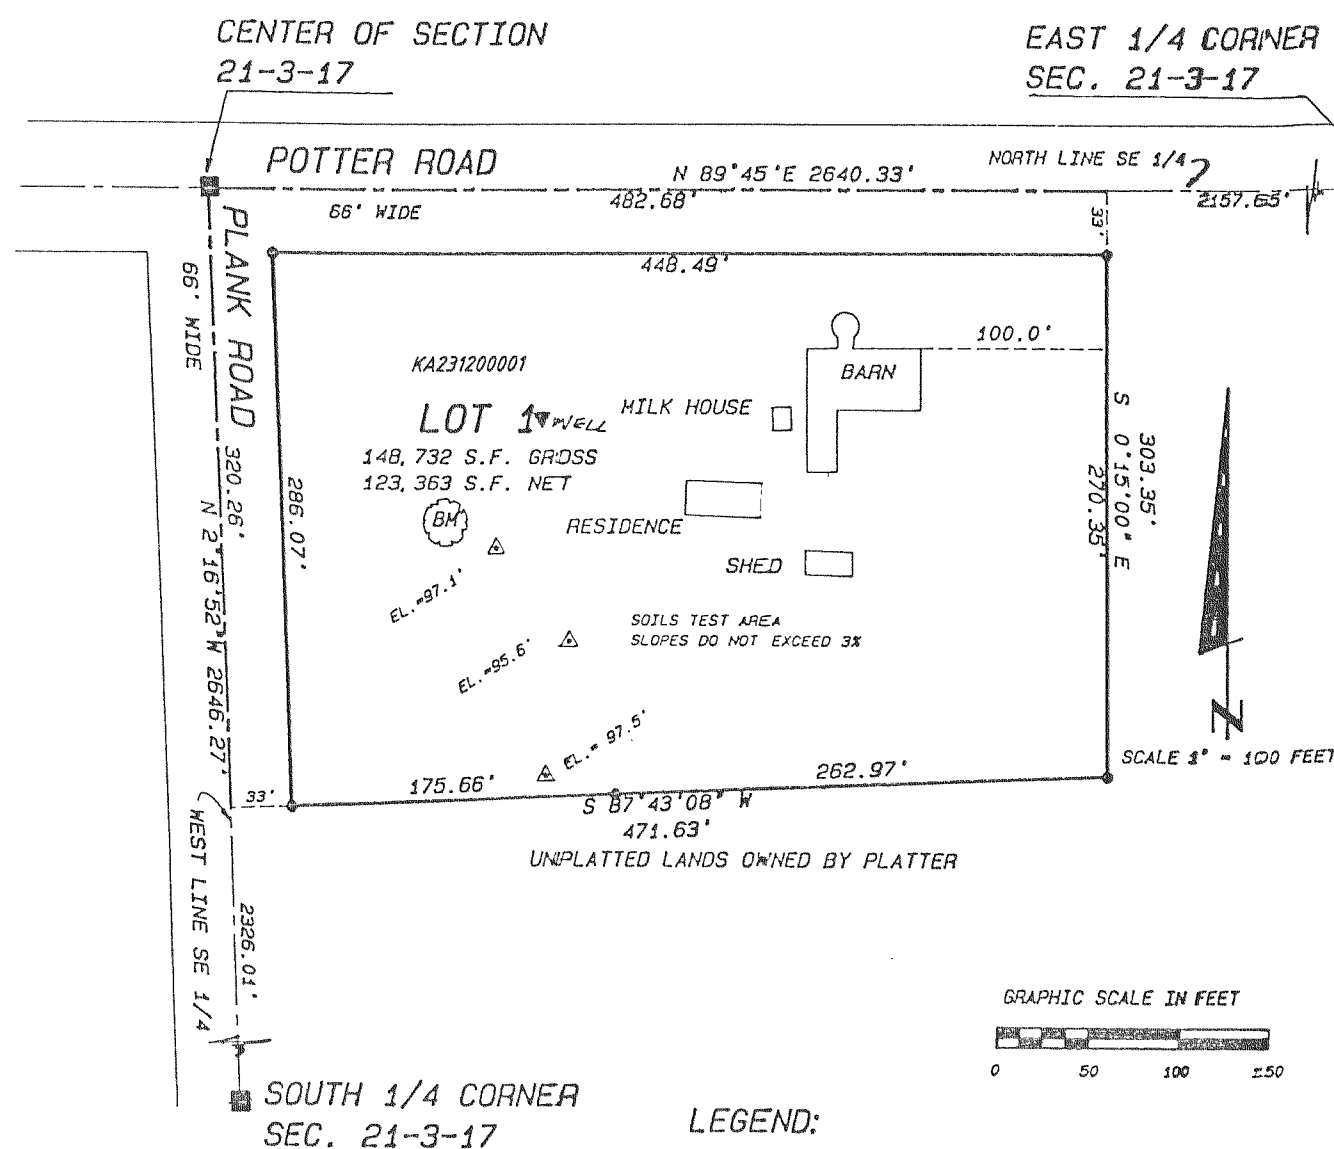 CENTER OF SECTION
21-3-17
EAST 1/4 CORNER
SEC. 21-3-17
POTTER ROAD
N 89°45'E 2640.33'
NORTH LINE SE 1/4
482.68'
2157.65'
66' WIDE
33'
PLANK ROAD
66' WIDE
448.49'
100.0'
BARN
KA231200001
LOT 1
WELL
MILK HOUSE
148,732 S.F. GROSS
123,363 S.F. NET
BM
RESIDENCE
SHED
320.26'
N 2°16'52"W 2646.27'
286.07'
S 0°15'00" E
303.35'
270.35'
EL.=97.1'
EL.=95.6'
EL.= 97.5'
SOILS TEST AREA
SLOPES DO NOT EXCEED 3%
N
SCALE 1" = 100 FEET
33'
175.66'
262.97'
S 87°43'08" W
471.63'
UNPLATTED LANDS OWNED BY PLATTER
WEST LINE SE 1/4
2326.01'
GRAPHIC SCALE IN FEET
0 50 100 150
SOUTH 1/4 CORNER
SEC. 21-3-17
LEGEND: